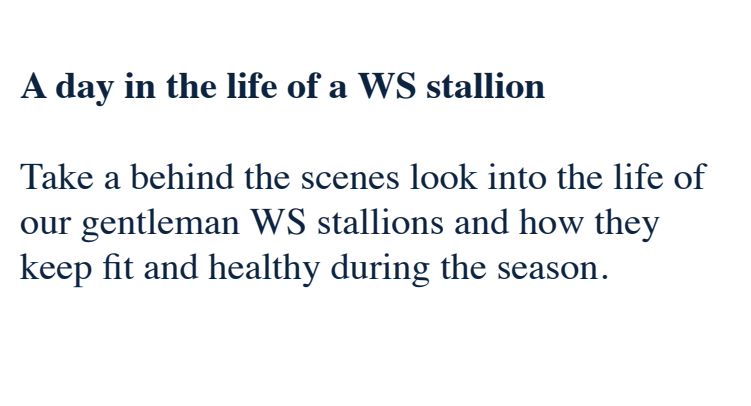 A day in the life of a WS stallion
Take a behind the scenes look into the life of
our gentleman WS stallions and how they
keep fit and healthy during the season.